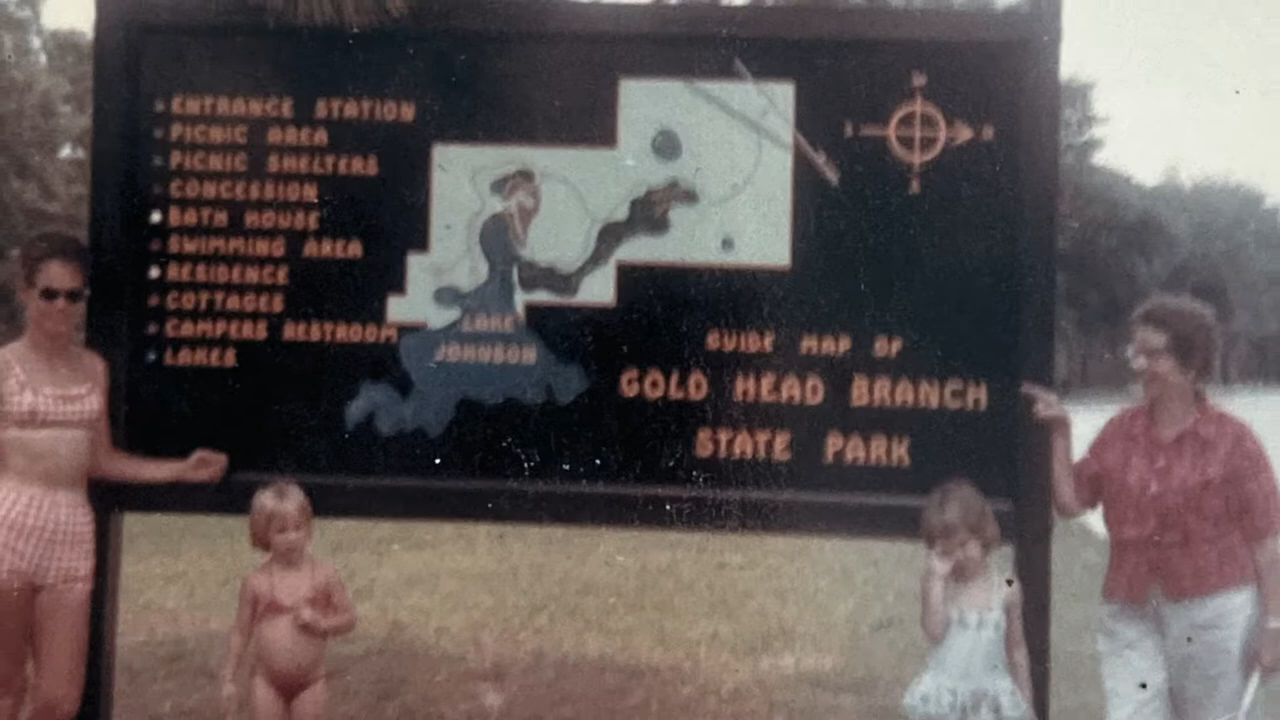 ENTRANCE STATION
PICNIC AREA
PICNIC SHELTERS
CONCESSION
BATH HOUSE
SWIMMING AREA
RESIDENCE
COTTAGES
CAMPERS RESTROOM
LAKES
LAKE
JOHNSON
GUIDE MAP OF
GOLD HEAD BRANCH
STATE PARK